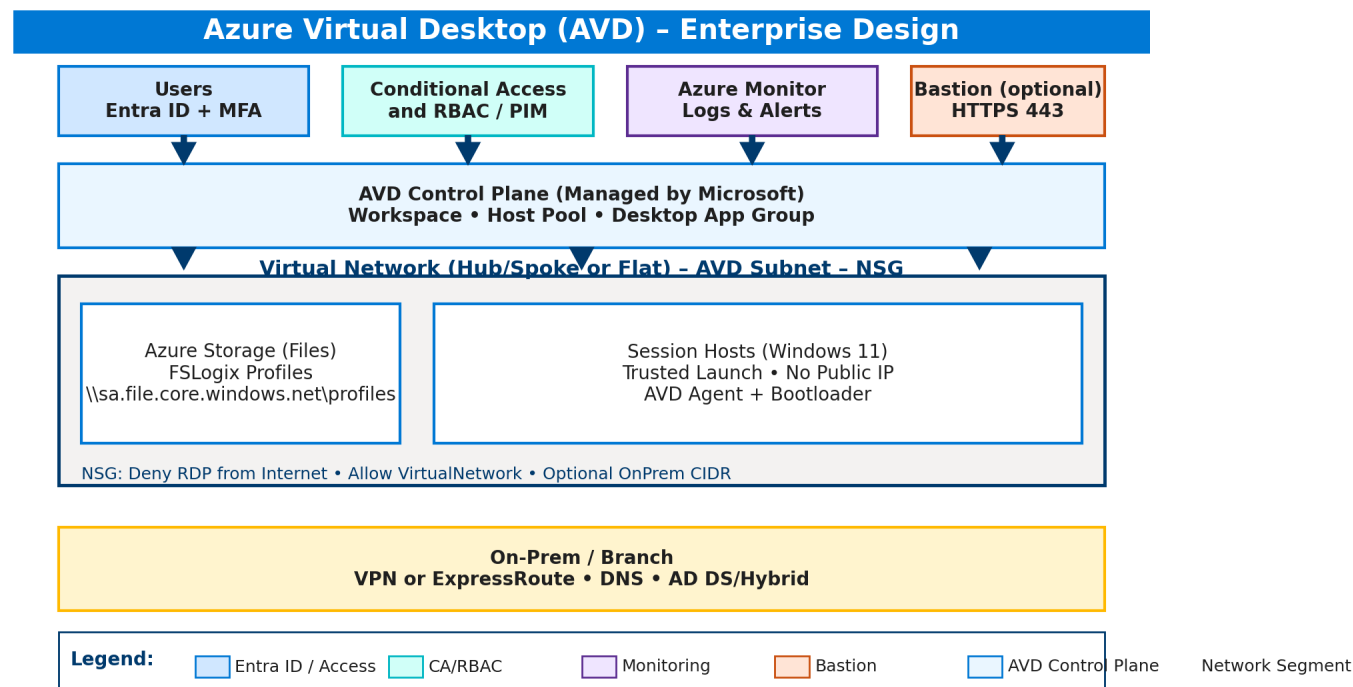 Azure Virtual Desktop (AVD) – Enterprise Design
Users
Entra ID + MFA
Conditional Access
and RBAC / PIM
Azure Monitor
Logs & Alerts
Bastion (optional)
HTTPS 443
AVD Control Plane (Managed by Microsoft)
Workspace • Host Pool • Desktop App Group
Virtual Network (Hub/Spoke or Flat) – AVD Subnet – NSG
Azure Storage (Files)
FSLogix Profiles
\\sa.file.core.windows.net\profiles
Session Hosts (Windows 11)
Trusted Launch • No Public IP
AVD Agent + Bootloader
NSG: Deny RDP from Internet • Allow VirtualNetwork • Optional OnPrem CIDR
On-Prem / Branch
VPN or ExpressRoute • DNS • AD DS/Hybrid
Legend:
Entra ID / Access
CA/RBAC
Monitoring
Bastion
AVD Control Plane
Network Segment